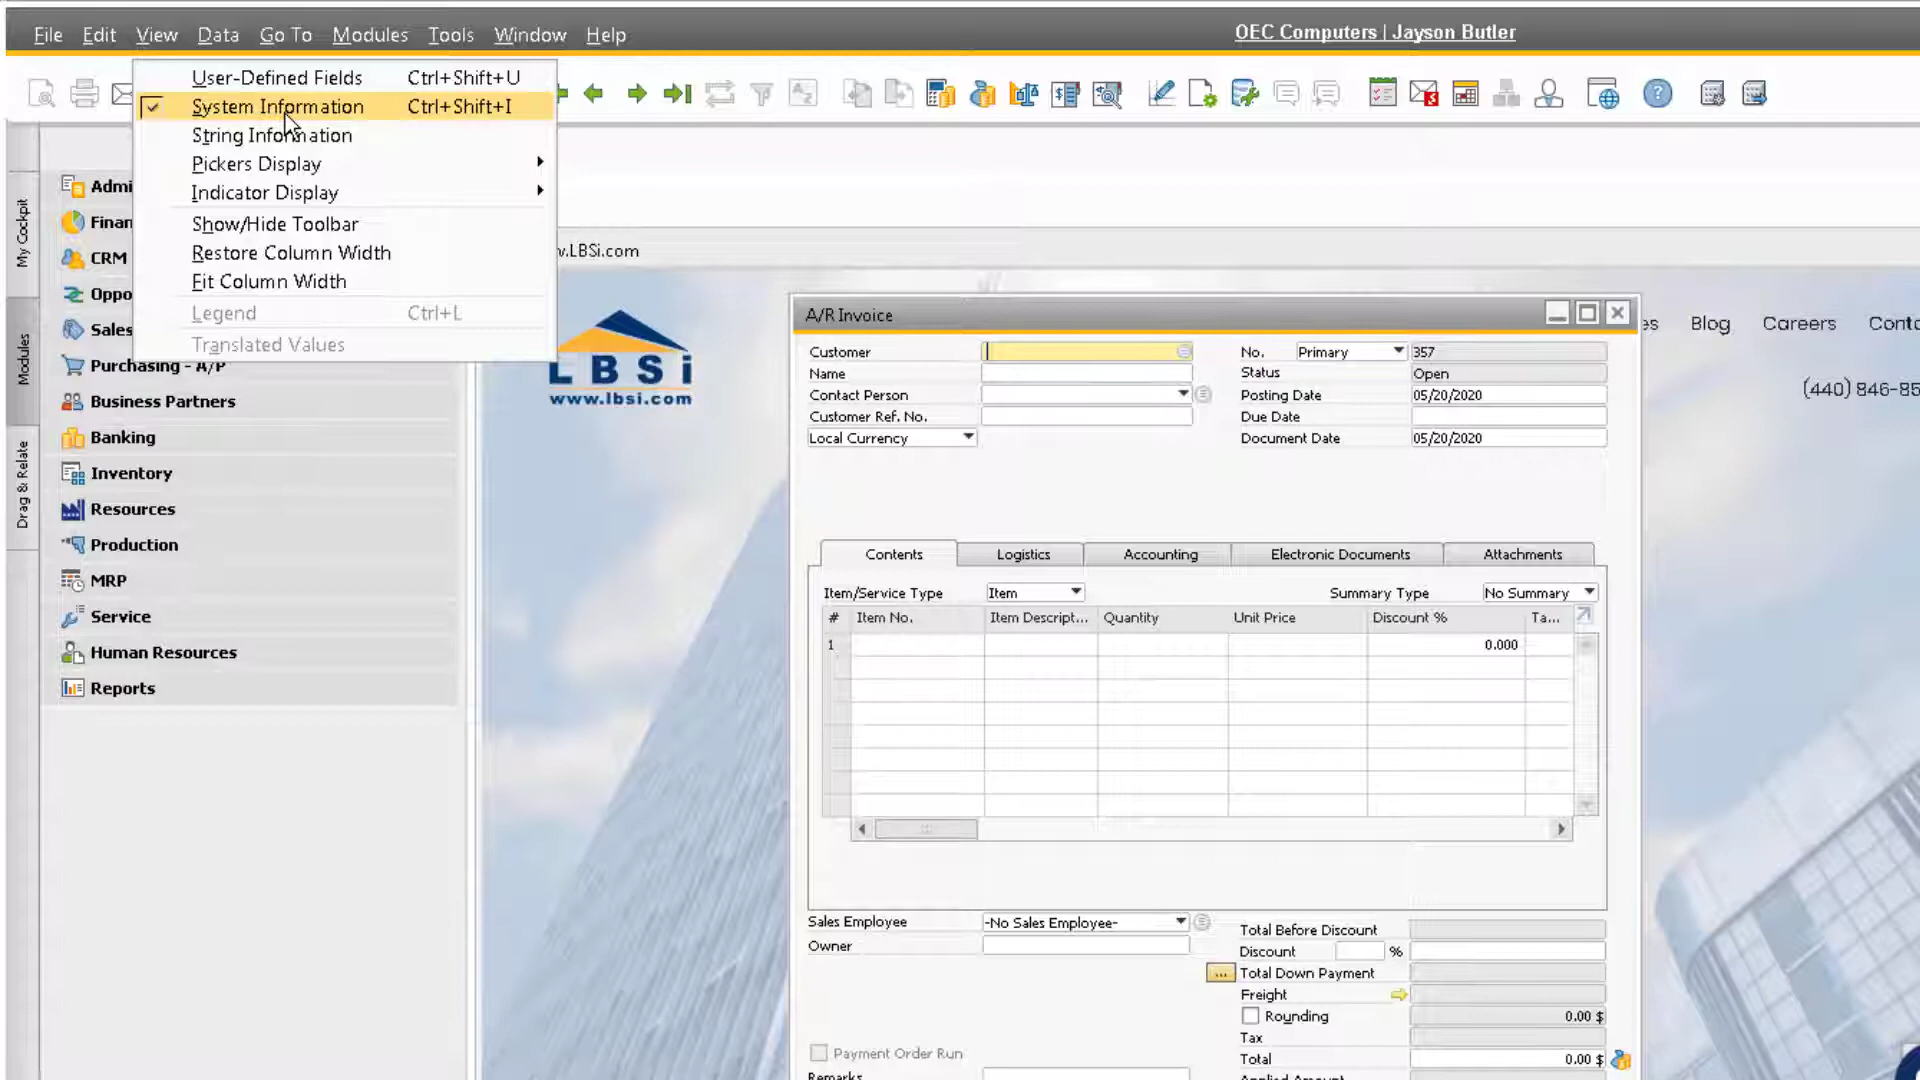 File Edit View Data Go To Modules Tools Window Help
OEC Computers | Jayson Butler
User-Defined Fields Ctrl+Shift+U
System Information Ctrl+Shift+I
String Information
Pickers Display
Indicator Display
Show/Hide Toolbar
Restore Column Width
Fit Column Width
Legend Ctrl+L
Translated Values
My Cockpit
Modules
Drag & Relate
Admi
Finan
CRM
Oppo
Sales
Purchasing - A/P
Business Partners
Banking
Inventory
Resources
Production
MRP
Service
Human Resources
Reports
.LBSi.com
LBSi
www.lbsi.com
es Blog Careers Conta
(440) 846-85
A/R Invoice
Customer
Name
Contact Person
Customer Ref. No.
Local Currency
No. Primary 357
Status Open
Posting Date 05/20/2020
Due Date
Document Date 05/20/2020
Contents Logistics Accounting Electronic Documents Attachments
Item/Service Type Item Summary Type No Summary
# Item No. Item Descript... Quantity Unit Price Discount % Ta...
1 0.000
Sales Employee -No Sales Employee-
Owner
Total Before Discount
Discount %
... Total Down Payment
Freight
Rounding 0.00 $
Tax
Total 0.00 $
Payment Order Run
Remarks
Applied Amount